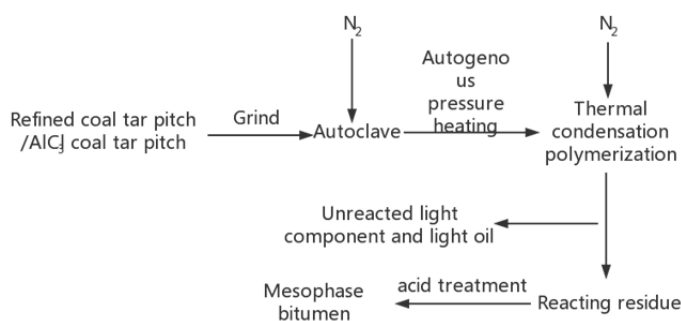 N2
N2
Autogeno
us
pressure
heating
Refined coal tar pitch
/AlCl3 coal tar pitch
Grind
Autoclave
Thermal
condensation
polymerization
Unreacted light
component and light oil
Mesophase
bitumen
acid treatment
Reacting residue